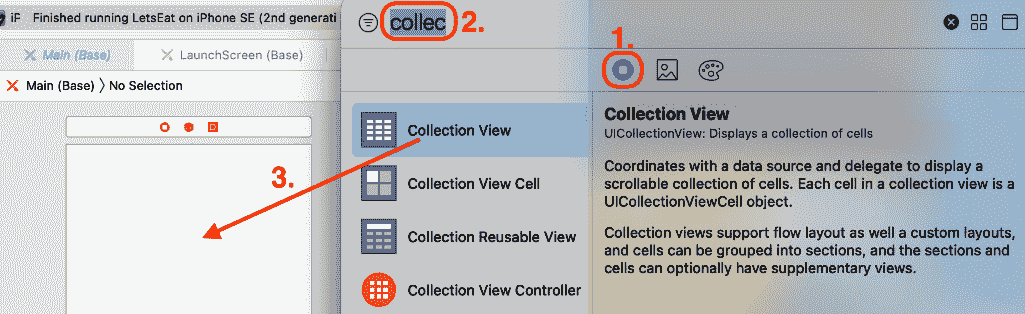 iF Finished running LetsEat on iPhone SE (2nd generati
collec
2.
Main (Base)
LaunchScreen (Base)
1.
Main (Base) 〉No Selection
Collection View
Collection View Cell
Collection Reusable View
Collection View Controller
3.
Collection View
UICollectionView: Displays a collection of cells
Coordinates with a data source and delegate to display a
scrollable collection of cells. Each cell in a collection view is a
UICollectionViewCell object.
Collection views support flow layout as well a custom layouts,
and cells can be grouped into sections, and the sections and
cells can optionally have supplementary views.